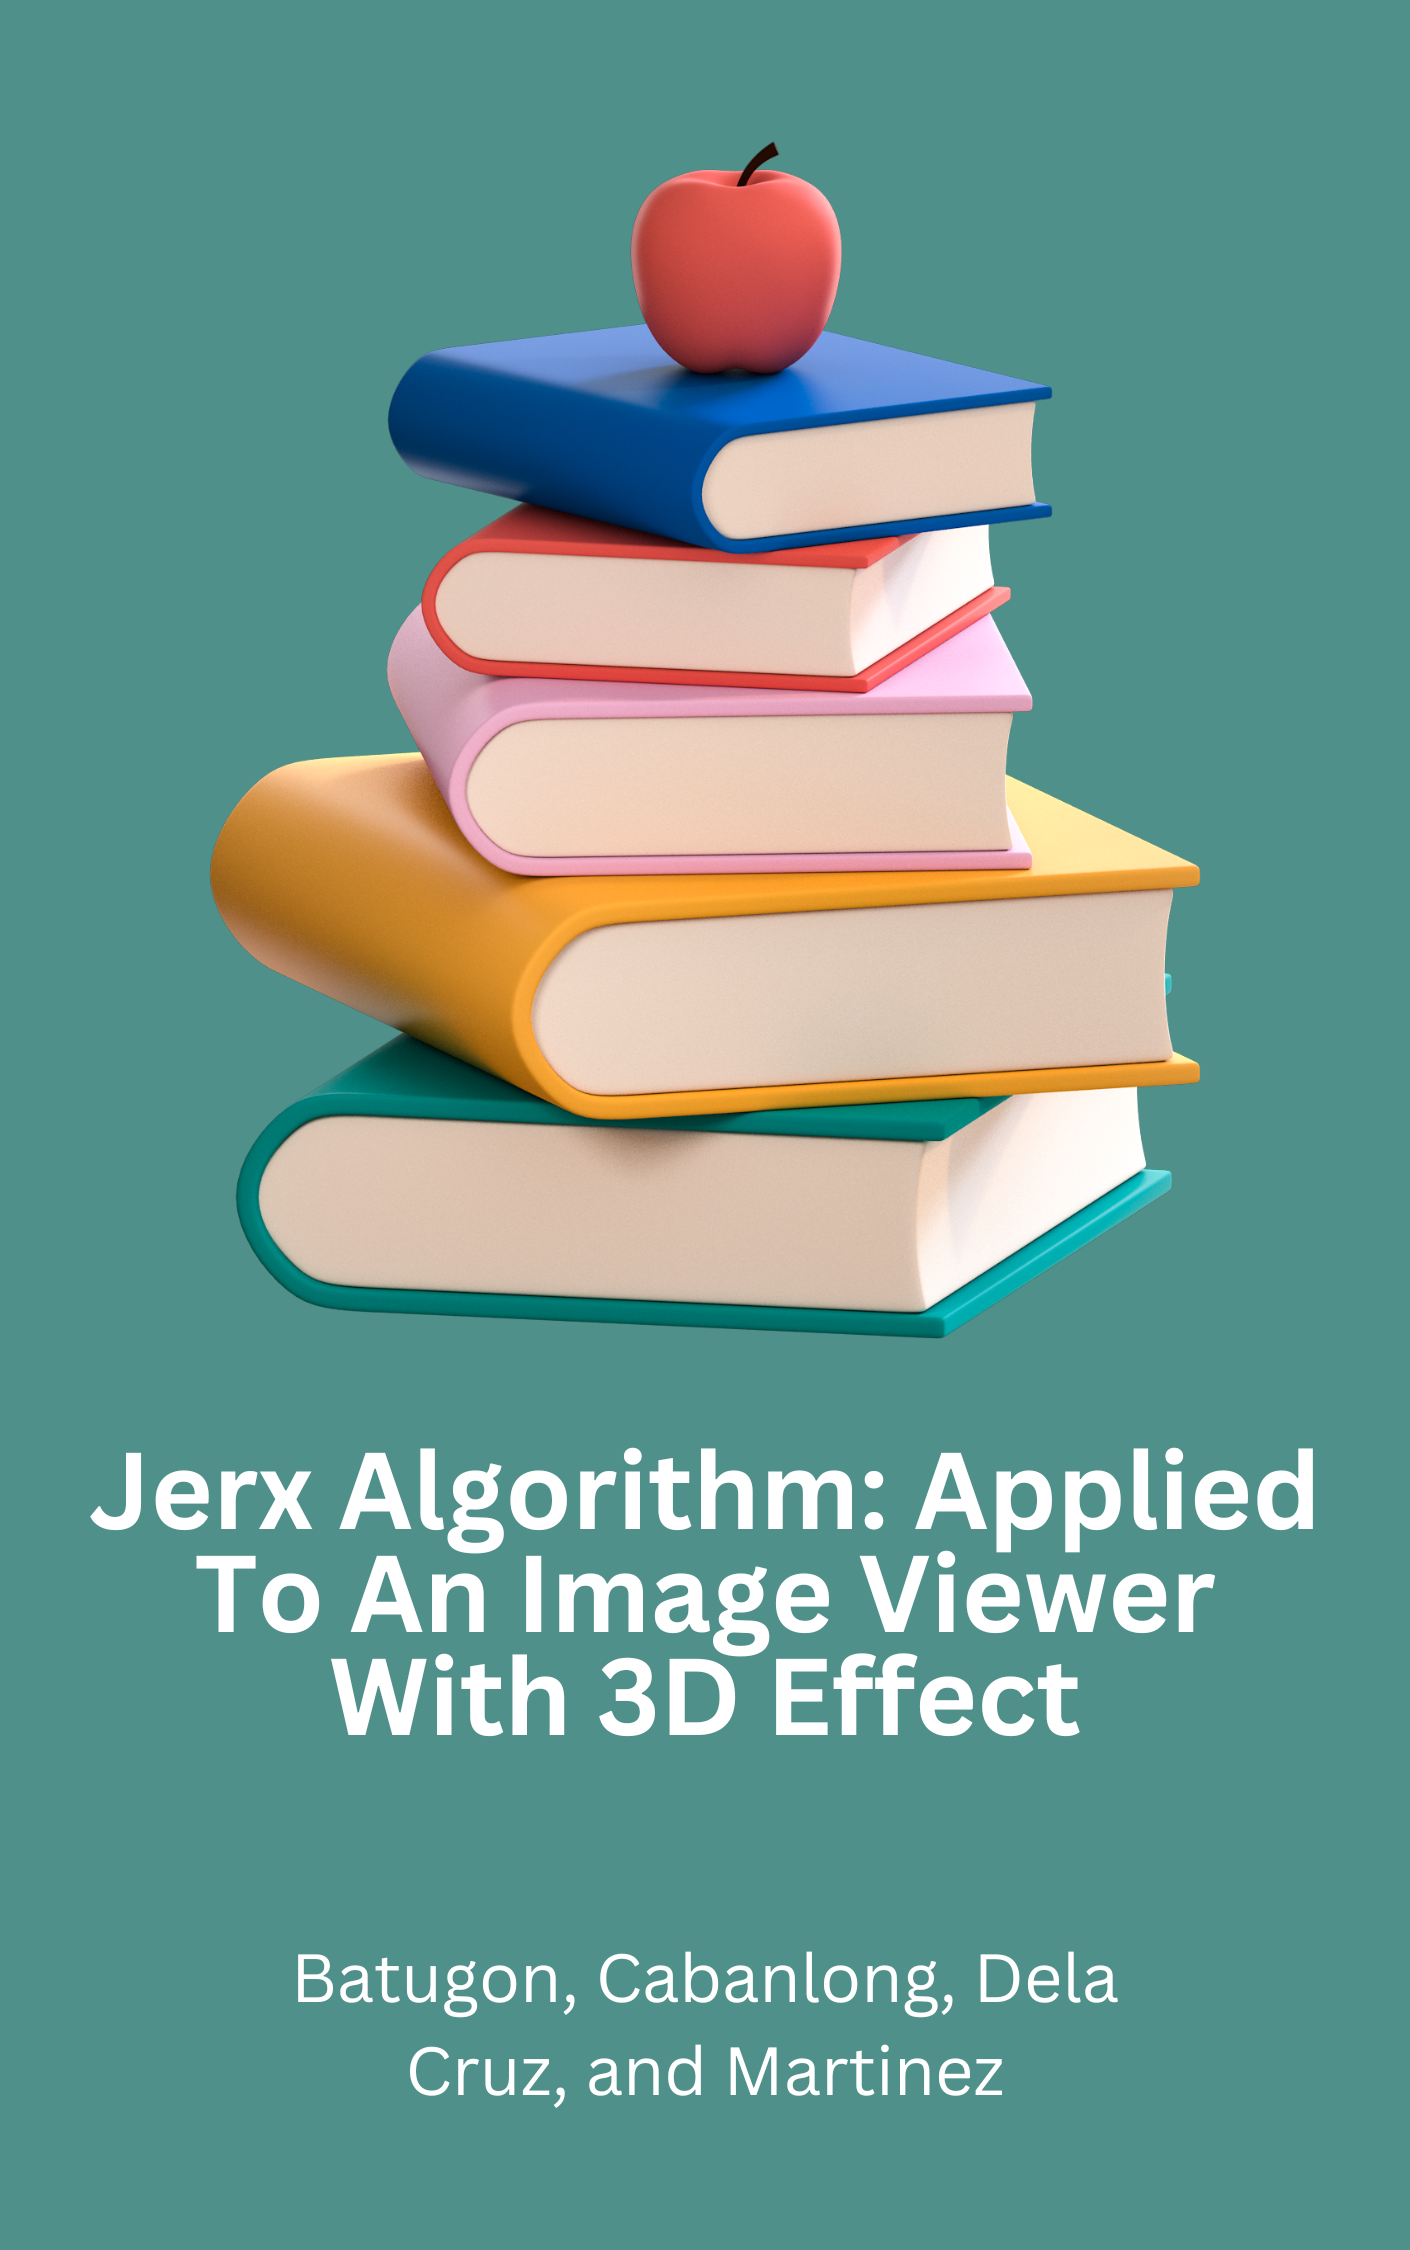 Jerx Algorithm: Applied
To An Image Viewer
With 3D Effect
Batugon, Cabanlong, Dela
Cruz, and Martinez